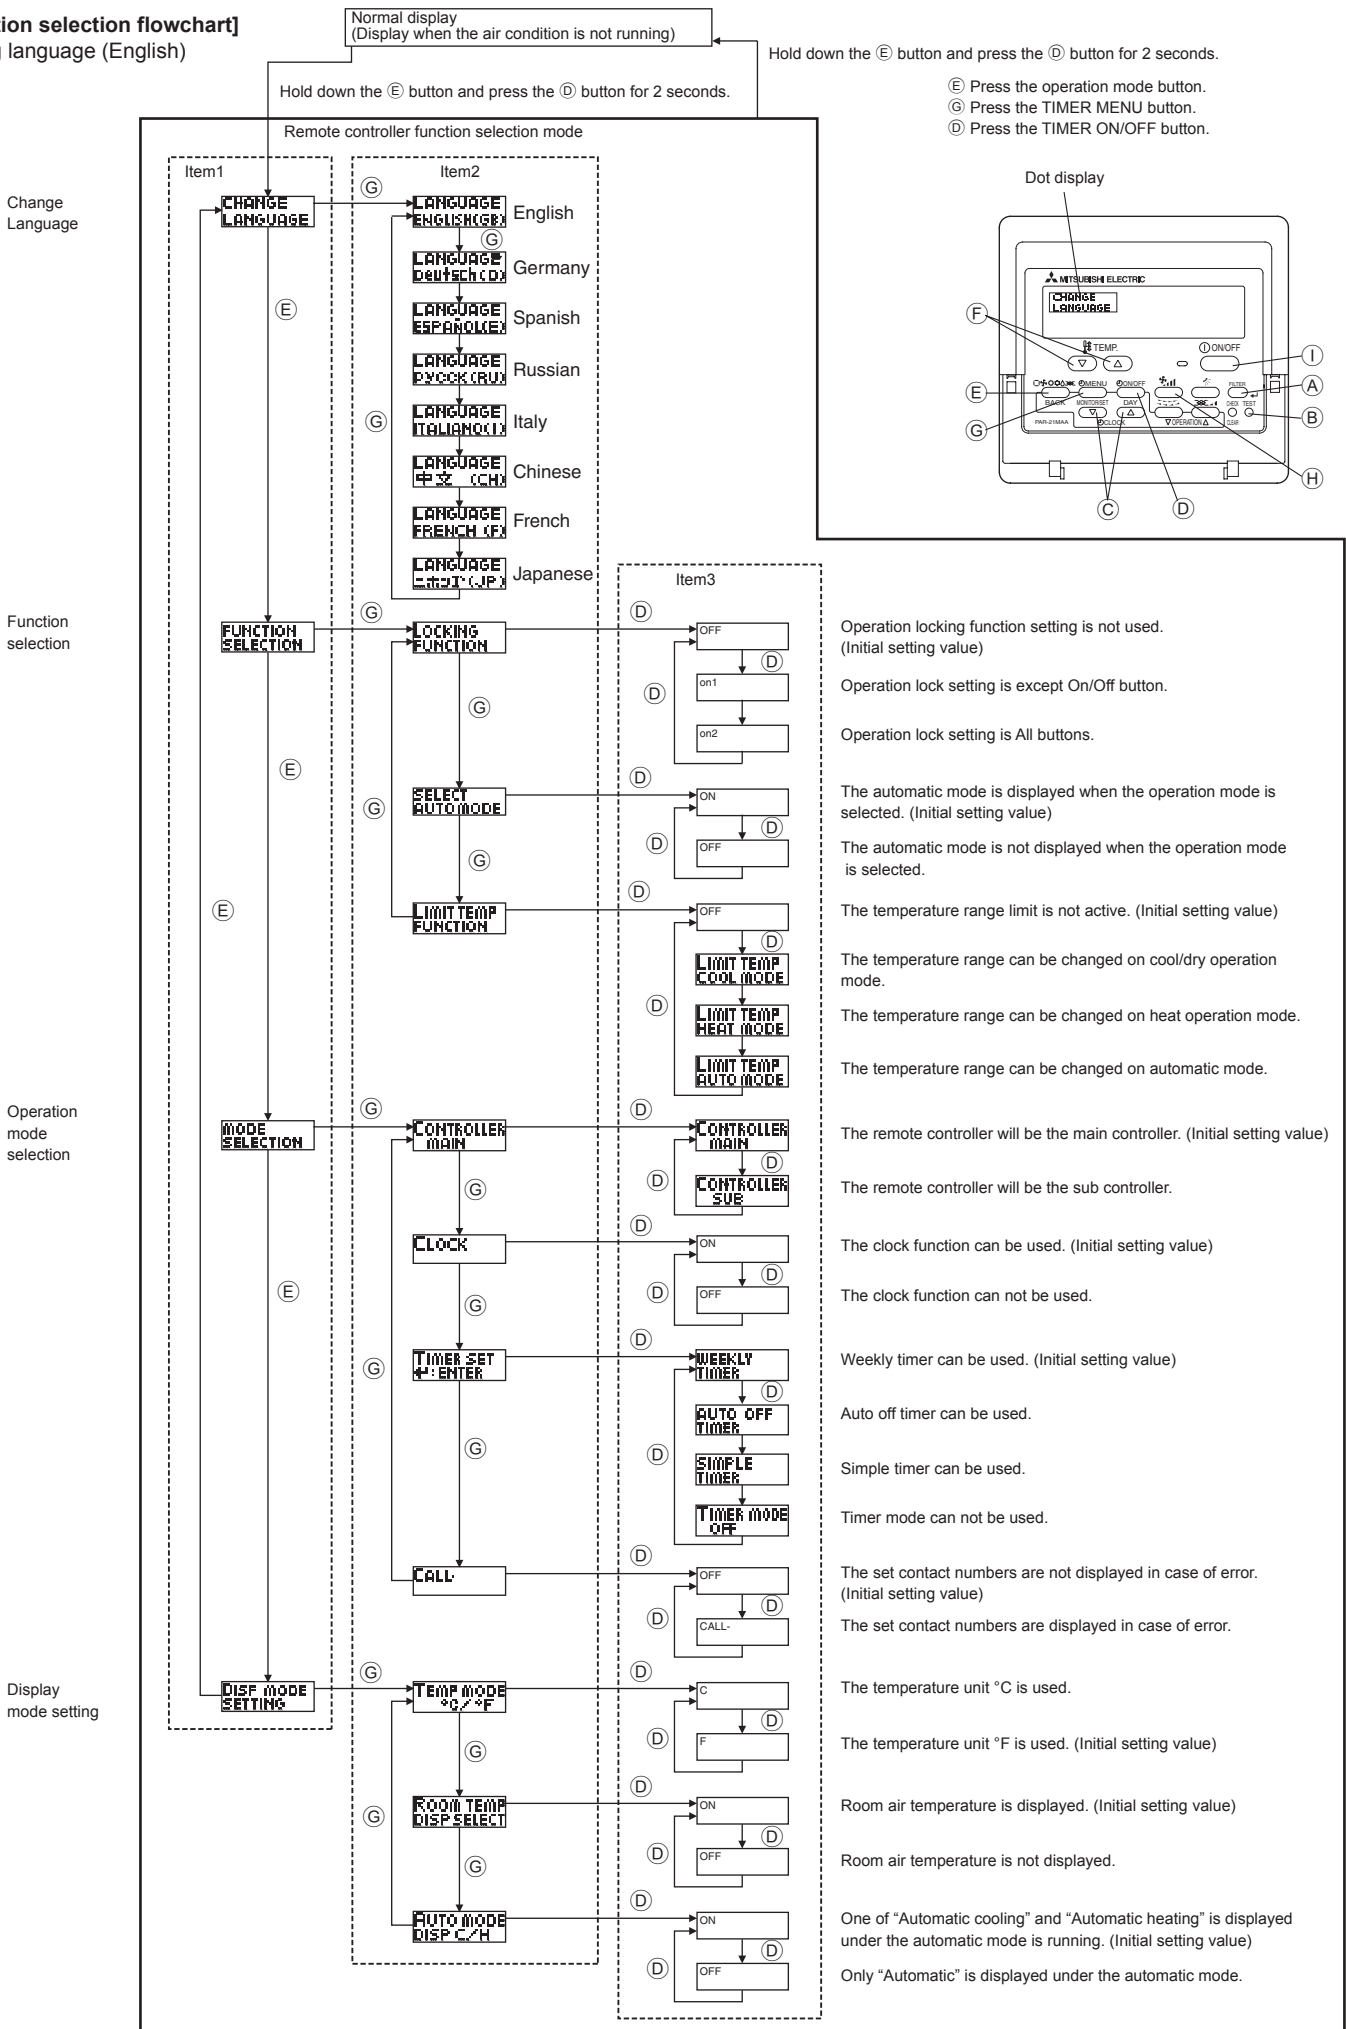 tion selection flowchart]
g language (English)
Normal display
(Display when the air condition is not running)
Hold down the Ⓔ button and press the Ⓓ button for 2 seconds.
Hold down the Ⓔ button and press the Ⓓ button for 2 seconds.
Ⓔ Press the operation mode button.
Ⓖ Press the TIMER MENU button.
Ⓓ Press the TIMER ON/OFF button.
Remote controller function selection mode
Item1
Item2
Dot display
MITSUBISHI ELECTRIC
CHANGE
LANGUAGE
TEMP.
ON/OFF
MENU
ON/OFF
FILTER
BACK
MONITOR/SET
DAY
CHECK TEST
PAR-21MAA
CLOCK
▽ OPERATION △
CLEAR
Ⓕ
Ⓔ
Ⓖ
Ⓒ
Ⓓ
Ⓘ
Ⓐ
Ⓑ
Ⓗ
Change
Language
CHANGE
LANGUAGE
Ⓖ
LANGUAGE
ENGLISH(GB)
English
Ⓖ
LANGUAGE
Deutsch(D)
Germany
Ⓔ
LANGUAGE
ESPAÑOL(E)
Spanish
LANGUAGE
РУССК(RU)
Russian
Ⓖ
LANGUAGE
ITALIANO(I)
Italy
LANGUAGE
中文 (CH)
Chinese
LANGUAGE
FRENCH (F)
French
LANGUAGE
ニホンゴ(JP)
Japanese
Item3
Function
selection
FUNCTION
SELECTION
Ⓖ
LOCKING
FUNCTION
Ⓓ
OFF
Operation locking function setting is not used.
(Initial setting value)
Ⓓ
Ⓓ
on1
Operation lock setting is except On/Off button.
Ⓖ
on2
Operation lock setting is All buttons.
Ⓔ
Ⓖ
SELECT
AUTO MODE
Ⓓ
ON
The automatic mode is displayed when the operation mode is
selected. (Initial setting value)
Ⓓ
Ⓓ
OFF
The automatic mode is not displayed when the operation mode
is selected.
Ⓖ
Ⓔ
LIMIT TEMP
FUNCTION
Ⓓ
OFF
The temperature range limit is not active. (Initial setting value)
Ⓓ
LIMIT TEMP
COOL MODE
The temperature range can be changed on cool/dry operation
mode.
Ⓓ
LIMIT TEMP
HEAT MODE
The temperature range can be changed on heat operation mode.
LIMIT TEMP
AUTO MODE
The temperature range can be changed on automatic mode.
Operation
mode
selection
MODE
SELECTION
Ⓖ
CONTROLLER
MAIN
Ⓓ
CONTROLLER
MAIN
The remote controller will be the main controller. (Initial setting value)
Ⓓ
Ⓓ
CONTROLLER
SUB
The remote controller will be the sub controller.
Ⓖ
CLOCK
Ⓓ
ON
The clock function can be used. (Initial setting value)
Ⓓ
Ⓓ
OFF
The clock function can not be used.
Ⓔ
Ⓖ
Ⓖ
TIMER SET
↵:ENTER
Ⓓ
WEEKLY
TIMER
Weekly timer can be used. (Initial setting value)
Ⓓ
AUTO OFF
TIMER
Auto off timer can be used.
Ⓖ
Ⓓ
SIMPLE
TIMER
Simple timer can be used.
TIMER MODE
OFF
Timer mode can not be used.
CALL.
Ⓓ
OFF
The set contact numbers are not displayed in case of error.
(Initial setting value)
Ⓓ
Ⓓ
CALL-
The set contact numbers are displayed in case of error.
Display
mode setting
DISP MODE
SETTING
Ⓖ
TEMP MODE
°C/°F
Ⓓ
C
The temperature unit °C is used.
Ⓓ
Ⓓ
F
The temperature unit °F is used. (Initial setting value)
Ⓖ
Ⓖ
ROOM TEMP
DISP SELECT
Ⓓ
ON
Room air temperature is displayed. (Initial setting value)
Ⓓ
Ⓓ
OFF
Room air temperature is not displayed.
Ⓖ
AUTO MODE
DISP C/H
Ⓓ
ON
One of “Automatic cooling” and “Automatic heating” is displayed
under the automatic mode is running. (Initial setting value)
Ⓓ
Ⓓ
OFF
Only “Automatic” is displayed under the automatic mode.